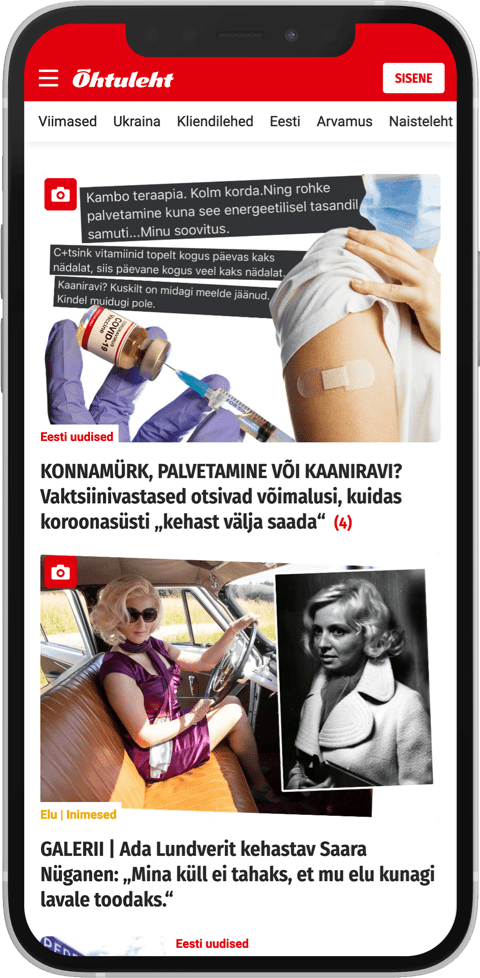 Õhtuleht
SISENE
Viimased Ukraina Kliendilehed Eesti Arvamus Naisteleht
Kambo teraapia. Kolm korda.Ning rohke
palvetamine kuna see energeetilisel tasandil
samuti...Minu soovitus.
C+tsink vitamiinid topelt kogus päevas kaks
nädalat, siis päevane kogus veel kaks nädalat.
Kaaniravi? Kuskilt on midagi meelde jäänud.
Kindel muidugi pole.
COVID-19
Vaccine
Eesti uudised
KONNAMÜRK, PALVETAMINE VÕI KAANIRAVI?
Vaktsiinivastased otsivad võimalusi, kuidas
koroonasüsti „kehast välja saada“ (4)
Elu | Inimesed
GALERII | Ada Lundverit kehastav Saara
Nüganen: „Mina küll ei tahaks, et mu elu kunagi
lavale toodaks.“
Eesti uudised